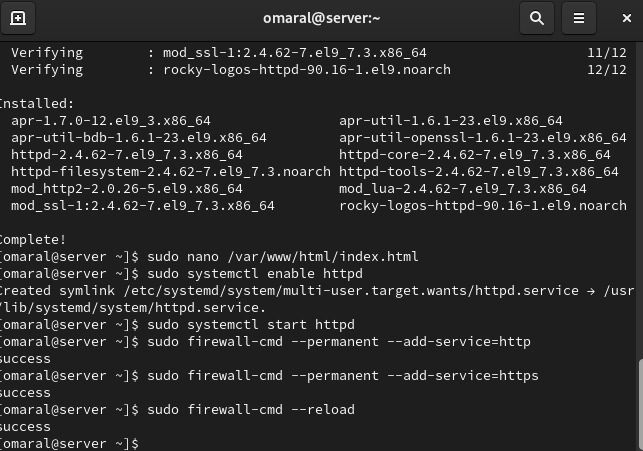 omaral@server:~
Verifying : mod_ssl-1:2.4.62-7.el9_7.3.x86_64 11/12
Verifying : rocky-logos-httpd-90.16-1.el9.noarch 12/12
Installed:
apr-1.7.0-12.el9_3.x86_64 apr-util-1.6.1-23.el9.x86_64
apr-util-bdb-1.6.1-23.el9.x86_64 apr-util-openssl-1.6.1-23.el9.x86_64
httpd-2.4.62-7.el9_7.3.x86_64 httpd-core-2.4.62-7.el9_7.3.x86_64
httpd-filesystem-2.4.62-7.el9_7.3.noarch httpd-tools-2.4.62-7.el9_7.3.x86_64
mod_http2-2.0.26-5.el9.x86_64 mod_lua-2.4.62-7.el9_7.3.x86_64
mod_ssl-1:2.4.62-7.el9_7.3.x86_64 rocky-logos-httpd-90.16-1.el9.noarch
Complete!
[omaral@server ~]$ sudo nano /var/www/html/index.html
[omaral@server ~]$ sudo systemctl enable httpd
Created symlink /etc/systemd/system/multi-user.target.wants/httpd.service → /usr
/lib/systemd/system/httpd.service.
[omaral@server ~]$ sudo systemctl start httpd
[omaral@server ~]$ sudo firewall-cmd --permanent --add-service=http
success
[omaral@server ~]$ sudo firewall-cmd --permanent --add-service=https
success
[omaral@server ~]$ sudo firewall-cmd --reload
success
[omaral@server ~]$